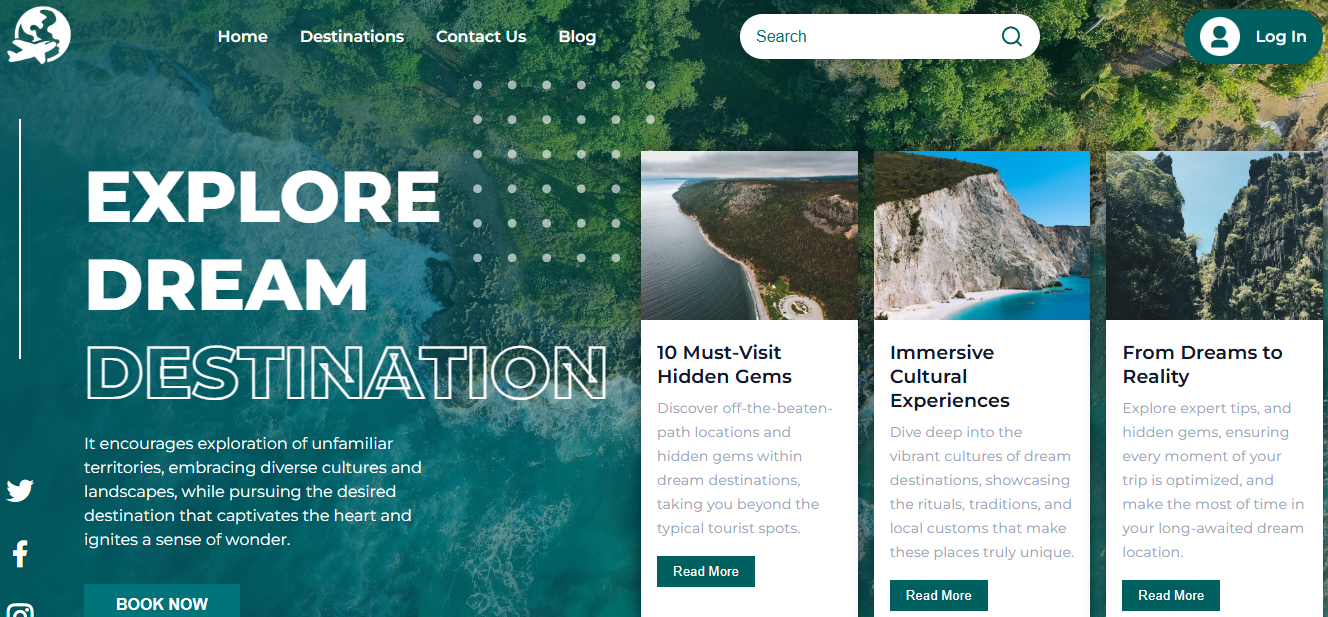 Home Destinations Contact Us Blog Search Log In
EXPLORE
DREAM
DESTINATION
It encourages exploration of unfamiliar
territories, embracing diverse cultures and
landscapes, while pursuing the desired
destination that captivates the heart and
ignites a sense of wonder.
BOOK NOW
10 Must-Visit
Hidden Gems
Discover off-the-beaten-
path locations and
hidden gems within
dream destinations,
taking you beyond the
typical tourist spots.
Read More
Immersive
Cultural
Experiences
Dive deep into the
vibrant cultures of dream
destinations, showcasing
the rituals, traditions, and
local customs that make
these places truly unique.
Read More
From Dreams to
Reality
Explore expert tips, and
hidden gems, ensuring
every moment of your
trip is optimized, and
make the most of time in
your long-awaited dream
location.
Read More